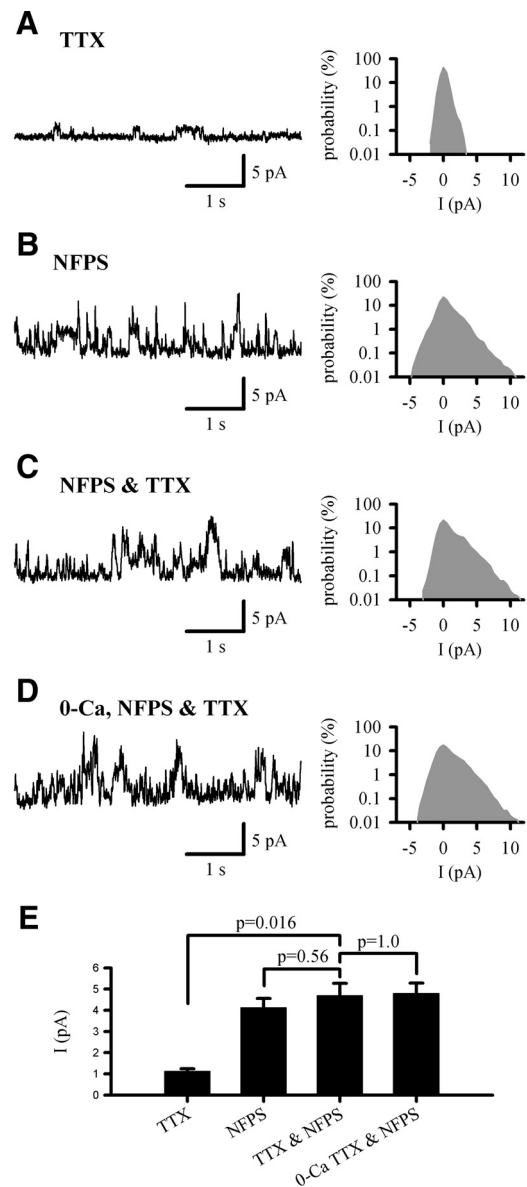 A
TTX
5 pA
1 s
probability (%)
100
10
1
0.1
0.01
-5 0 5 10
I (pA)
B
NFPS
5 pA
1 s
probability (%)
100
10
1
0.1
0.01
-5 0 5 10
I (pA)
C
NFPS & TTX
5 pA
1 s
probability (%)
100
10
1
0.1
0.01
-5 0 5 10
I (pA)
D
0-Ca, NFPS & TTX
5 pA
1 s
probability (%)
100
10
1
0.1
0.01
-5 0 5 10
I (pA)
E
p=0.016
p=1.0
p=0.56
I (pA)
6
5
4
3
2
1
0
TTX
NFPS
TTX & NFPS
0-Ca TTX & NFPS